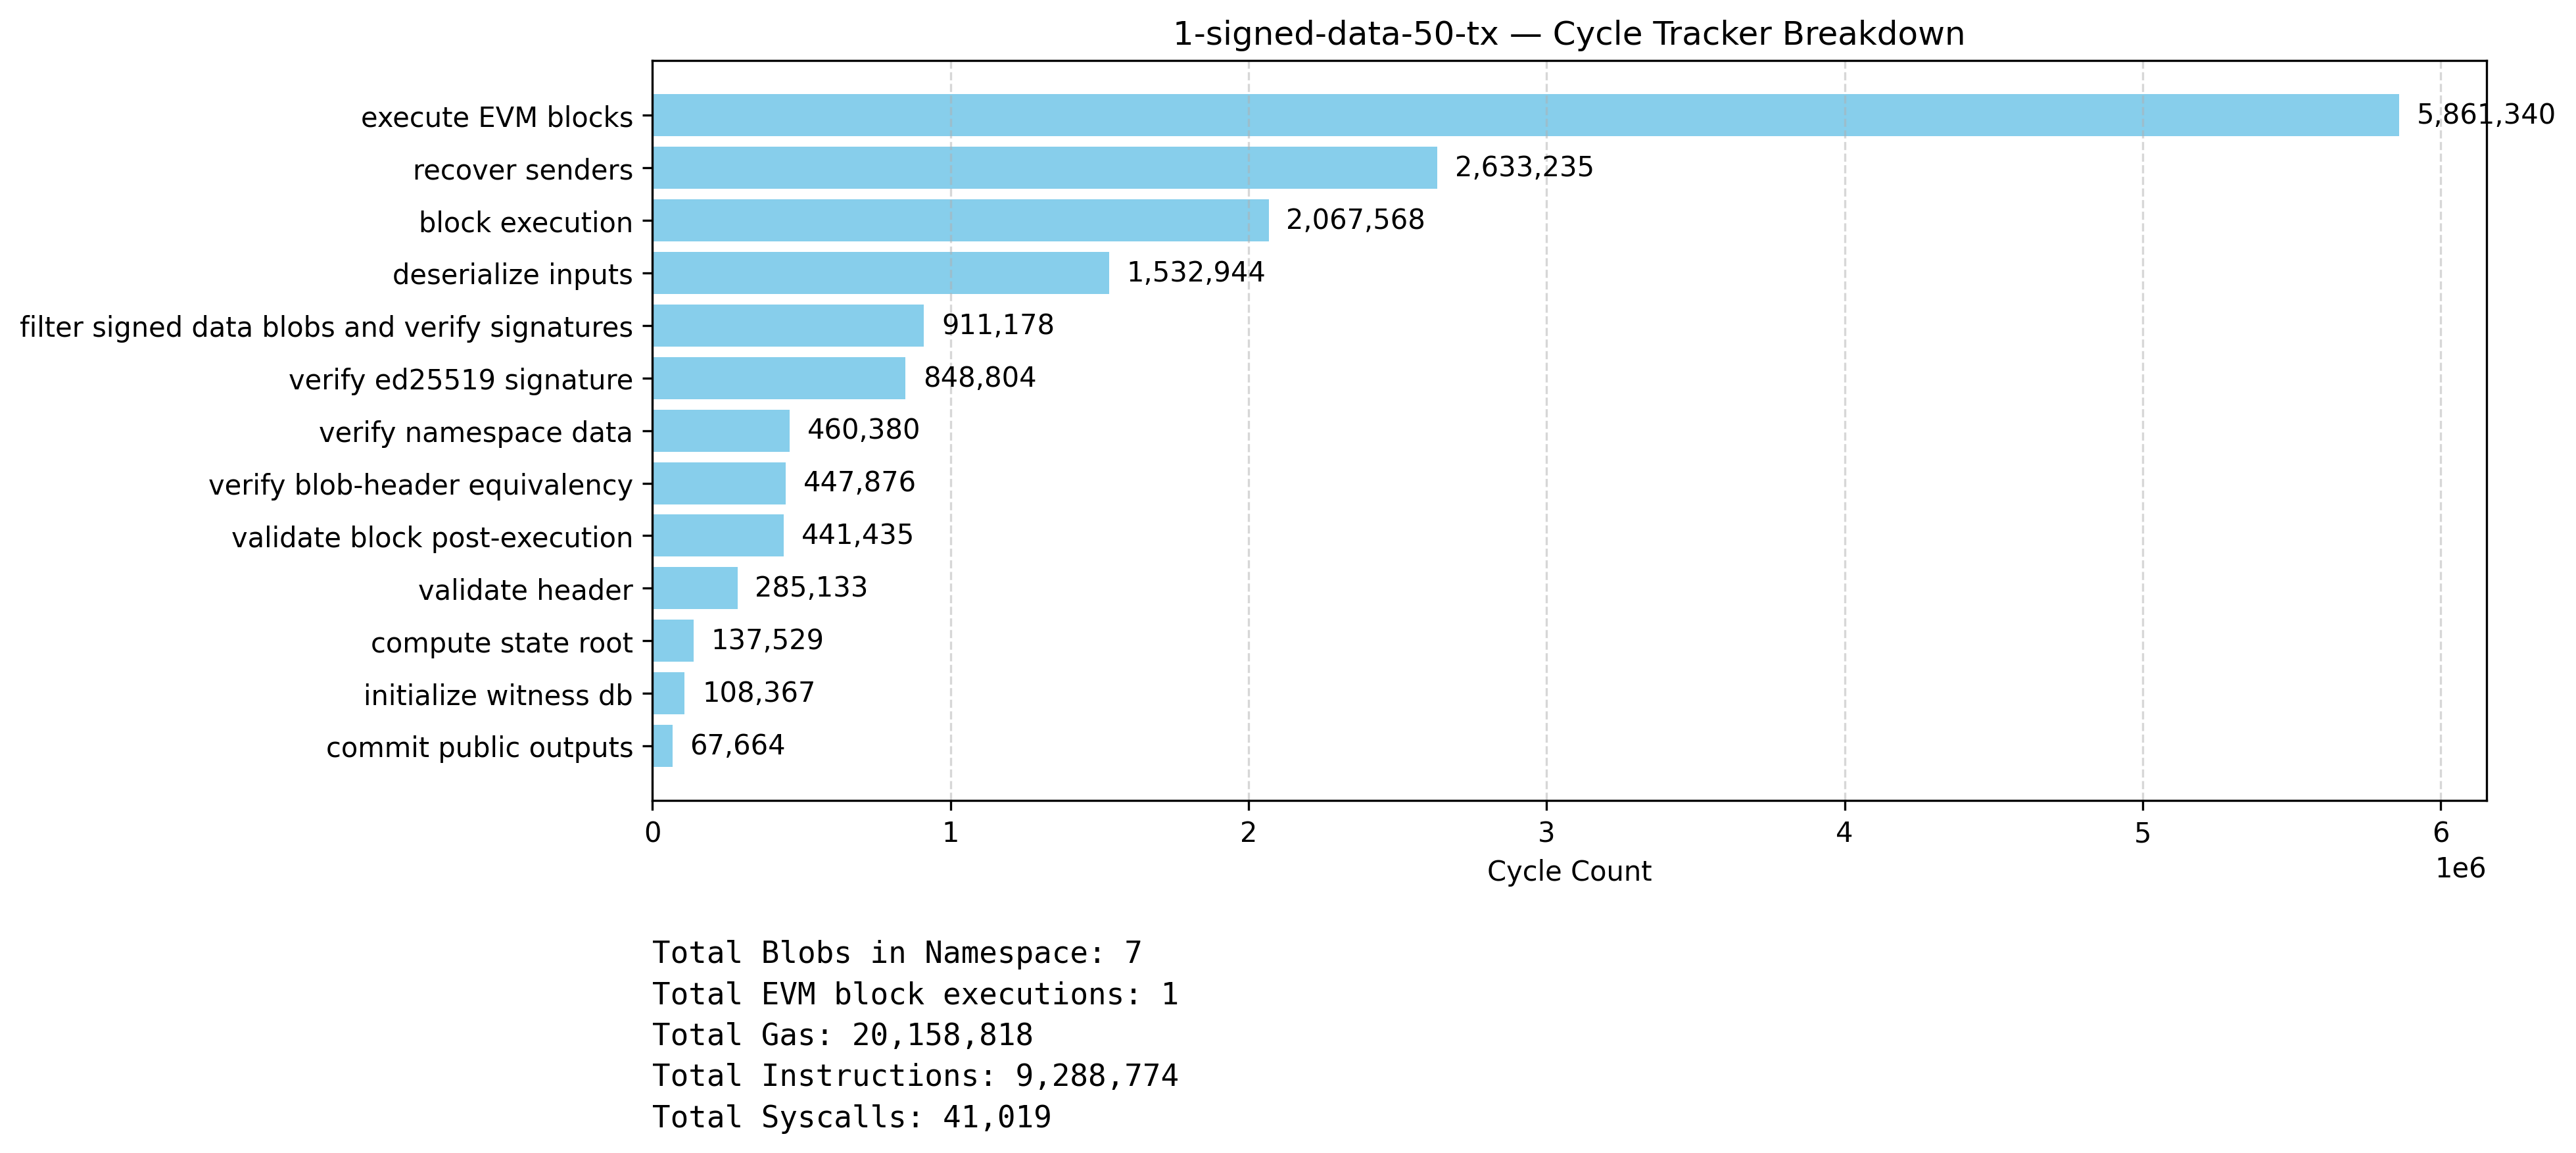 1-signed-data-50-tx — Cycle Tracker Breakdown
execute EVM blocks 5,861,340
recover senders 2,633,235
block execution 2,067,568
deserialize inputs 1,532,944
filter signed data blobs and verify signatures 911,178
verify ed25519 signature 848,804
verify namespace data 460,380
verify blob-header equivalency 447,876
validate block post-execution 441,435
validate header 285,133
compute state root 137,529
initialize witness db 108,367
commit public outputs 67,664
0 1 2 3 4 5 6
Cycle Count 1e6
Total Blobs in Namespace: 7
Total EVM block executions: 1
Total Gas: 20,158,818
Total Instructions: 9,288,774
Total Syscalls: 41,019